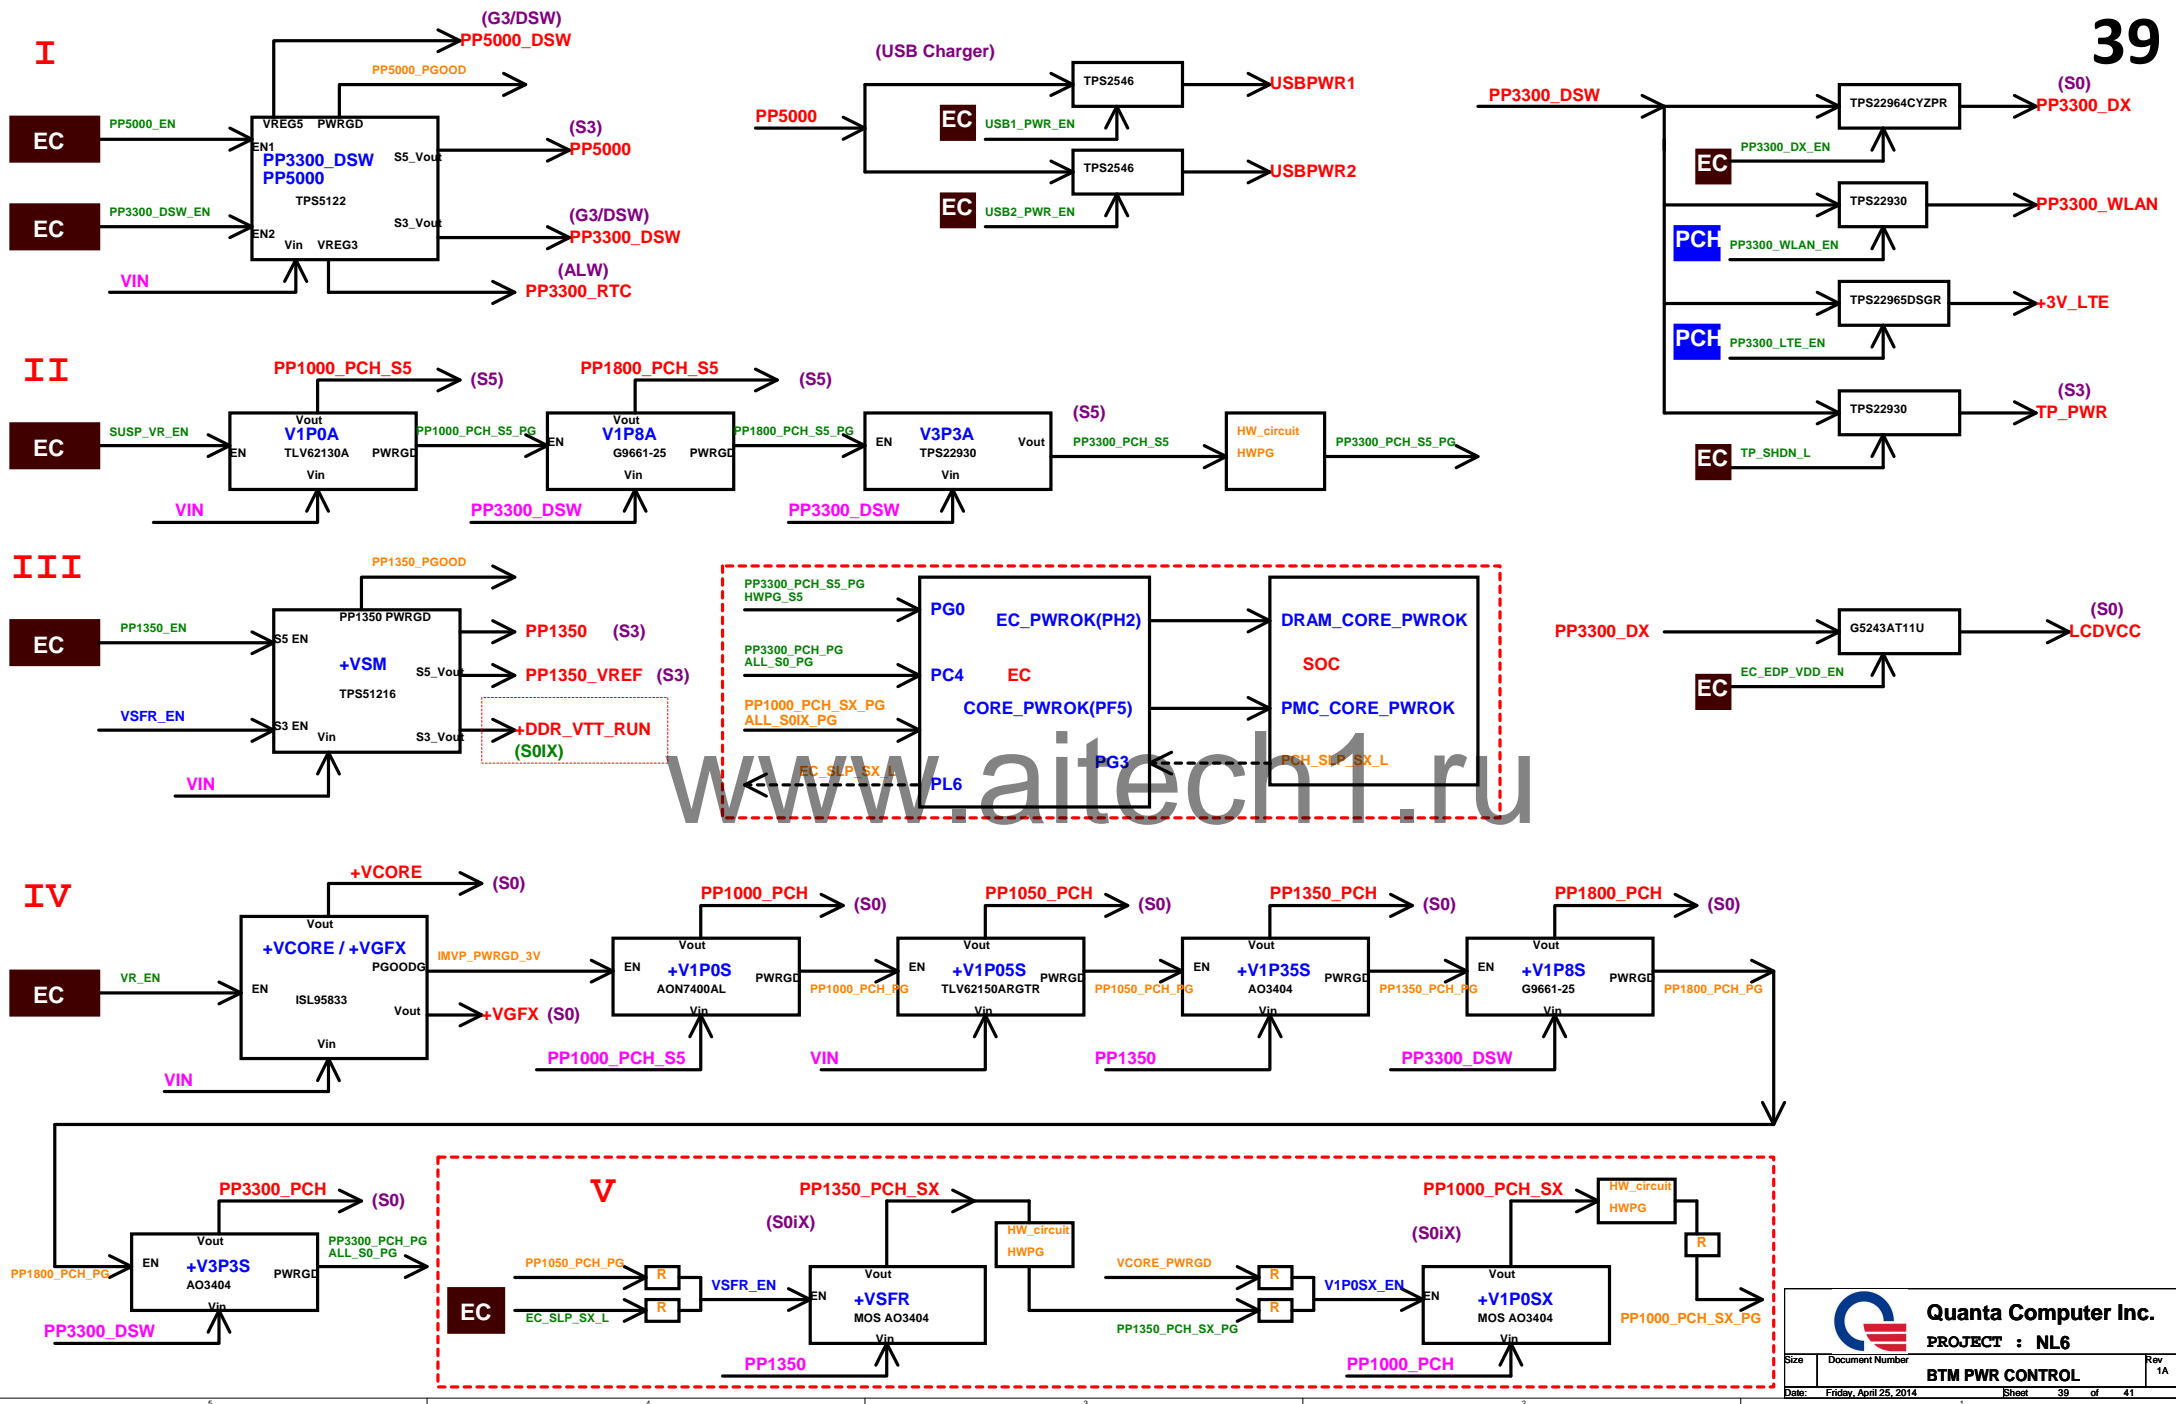 39
I
(G3/DSW)
PP5000_DSW
PP5000_PGOOD
EC
PP5000_EN
VREG5 PWRGD
EN1
PP3300_DSW
PP5000
TPS5122
S5_Vout
(S3)
PP5000
EC
PP3300_DSW_EN
EN2
Vin VREG3
S3_Vout
(G3/DSW)
PP3300_DSW
VIN
(ALW)
PP3300_RTC
(USB Charger)
PP5000
TPS2546
USBPWR1
EC
USB1_PWR_EN
TPS2546
USBPWR2
EC
USB2_PWR_EN
PP3300_DSW
TPS22964CYZPR
(S0)
PP3300_DX
EC
PP3300_DX_EN
TPS22930
PP3300_WLAN
PCH
PP3300_WLAN_EN
TPS22965DSGR
+3V_LTE
PCH
PP3300_LTE_EN
TPS22930
(S3)
TP_PWR
EC
TP_SHDN_L
II
PP1000_PCH_S5
(S5)
EC
SUSP_VR_EN
Vout
V1P0A
TLV62130A
EN
PWRGD
Vin
VIN
PP1000_PCH_S5_PG
PP1800_PCH_S5
(S5)
Vout
V1P8A
G9661-25
EN
PWRGD
Vin
PP3300_DSW
PP1800_PCH_S5_PG
V3P3A
EN
Vout
TPS22930
Vin
PP3300_DSW
(S5)
PP3300_PCH_S5
HW_circuit
HWPG
PP3300_PCH_S5_PG
III
PP1350_PGOOD
EC
PP1350_EN
PP1350 PWRGD
S5 EN
+VSM
TPS51216
PP1350 (S3)
S5_Vout
PP1350_VREF (S3)
VSFR_EN
S3 EN
Vin
S3_Vout
+DDR_VTT_RUN
(S0IX)
VIN
PP3300_PCH_S5_PG
HWPG_S5
PG0
EC_PWROK(PH2)
DRAM_CORE_PWROK
PP3300_PCH_PG
ALL_S0_PG
PC4
EC
SOC
PP1000_PCH_SX_PG
ALL_S0IX_PG
CORE_PWROK(PF5)
PMC_CORE_PWROK
PG3
PCH_SLP_SX_L
EC_SLP_SX_L
PL6
www.aitech1.ru
PP3300_DX
G5243AT11U
(S0)
LCDVCC
EC
EC_EDP_VDD_EN
IV
+VCORE
(S0)
EC
VR_EN
Vout
+VCORE / +VGFX
PGOODG
EN
ISL95833
Vout
Vin
+VGFX (S0)
VIN
IMVP_PWRGD_3V
PP1000_PCH
(S0)
Vout
EN
+V1P0S
PWRGD
AON7400AL
Vin
PP1000_PCH_S5
PP1000_PCH_PG
PP1050_PCH
(S0)
Vout
EN
+V1P05S
PWRGD
TLV62150ARGTR
Vin
VIN
PP1050_PCH_PG
PP1350_PCH
(S0)
Vout
EN
+V1P35S
PWRGD
AO3404
Vin
PP1350
PP1350_PCH_PG
PP1800_PCH
(S0)
Vout
EN
+V1P8S
PWRGD
G9661-25
Vin
PP3300_DSW
PP1800_PCH_PG
PP3300_PCH
(S0)
Vout
EN
+V3P3S
AO3404
PWRGD
Vin
PP1800_PCH_PG
PP3300_PCH_PG
ALL_S0_PG
PP3300_DSW
V
PP1350_PCH_SX
(S0iX)
HW_circuit
HWPG
PP1050_PCH_PG
R
EC
EC_SLP_SX_L
R
VSFR_EN
Vout
EN
+VSFR
MOS AO3404
Vin
PP1350
VCORE_PWRGD
R
PP1350_PCH_SX_PG
R
V1P0SX_EN
PP1000_PCH_SX
(S0iX)
HW_circuit
HWPG
R
Vout
EN
+V1P0SX
MOS AO3404
Vin
PP1000_PCH
PP1000_PCH_SX_PG
Quanta Computer Inc.
PROJECT : NL6
Size Document Number Rev
BTM PWR CONTROL 1A
Date: Friday, April 25, 2014 Sheet 39 of 41
5 4 3 2 1